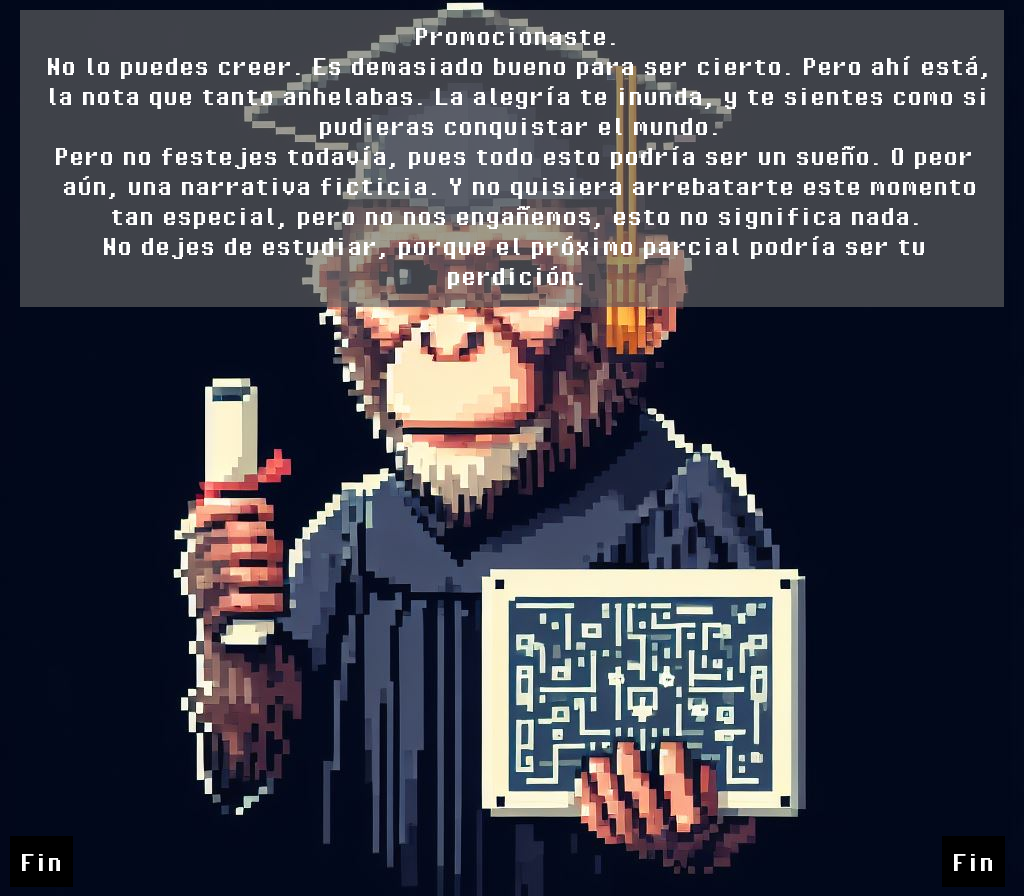 Promocionaste.
No lo puedes creer. Es demasiado bueno para ser cierto. Pero ahí está,
la nota que tanto anhelabas. La alegría te inunda, y te sientes como si
pudieras conquistar el mundo.
Pero no festejes todavía, pues todo esto podría ser un sueño. O peor
aún, una narrativa ficticia. Y no quisiera arrebatarte este momento
tan especial, pero no nos engañemos, esto no significa nada.
No dejes de estudiar, porque el próximo parcial podría ser tu
perdición.
Fin
Fin